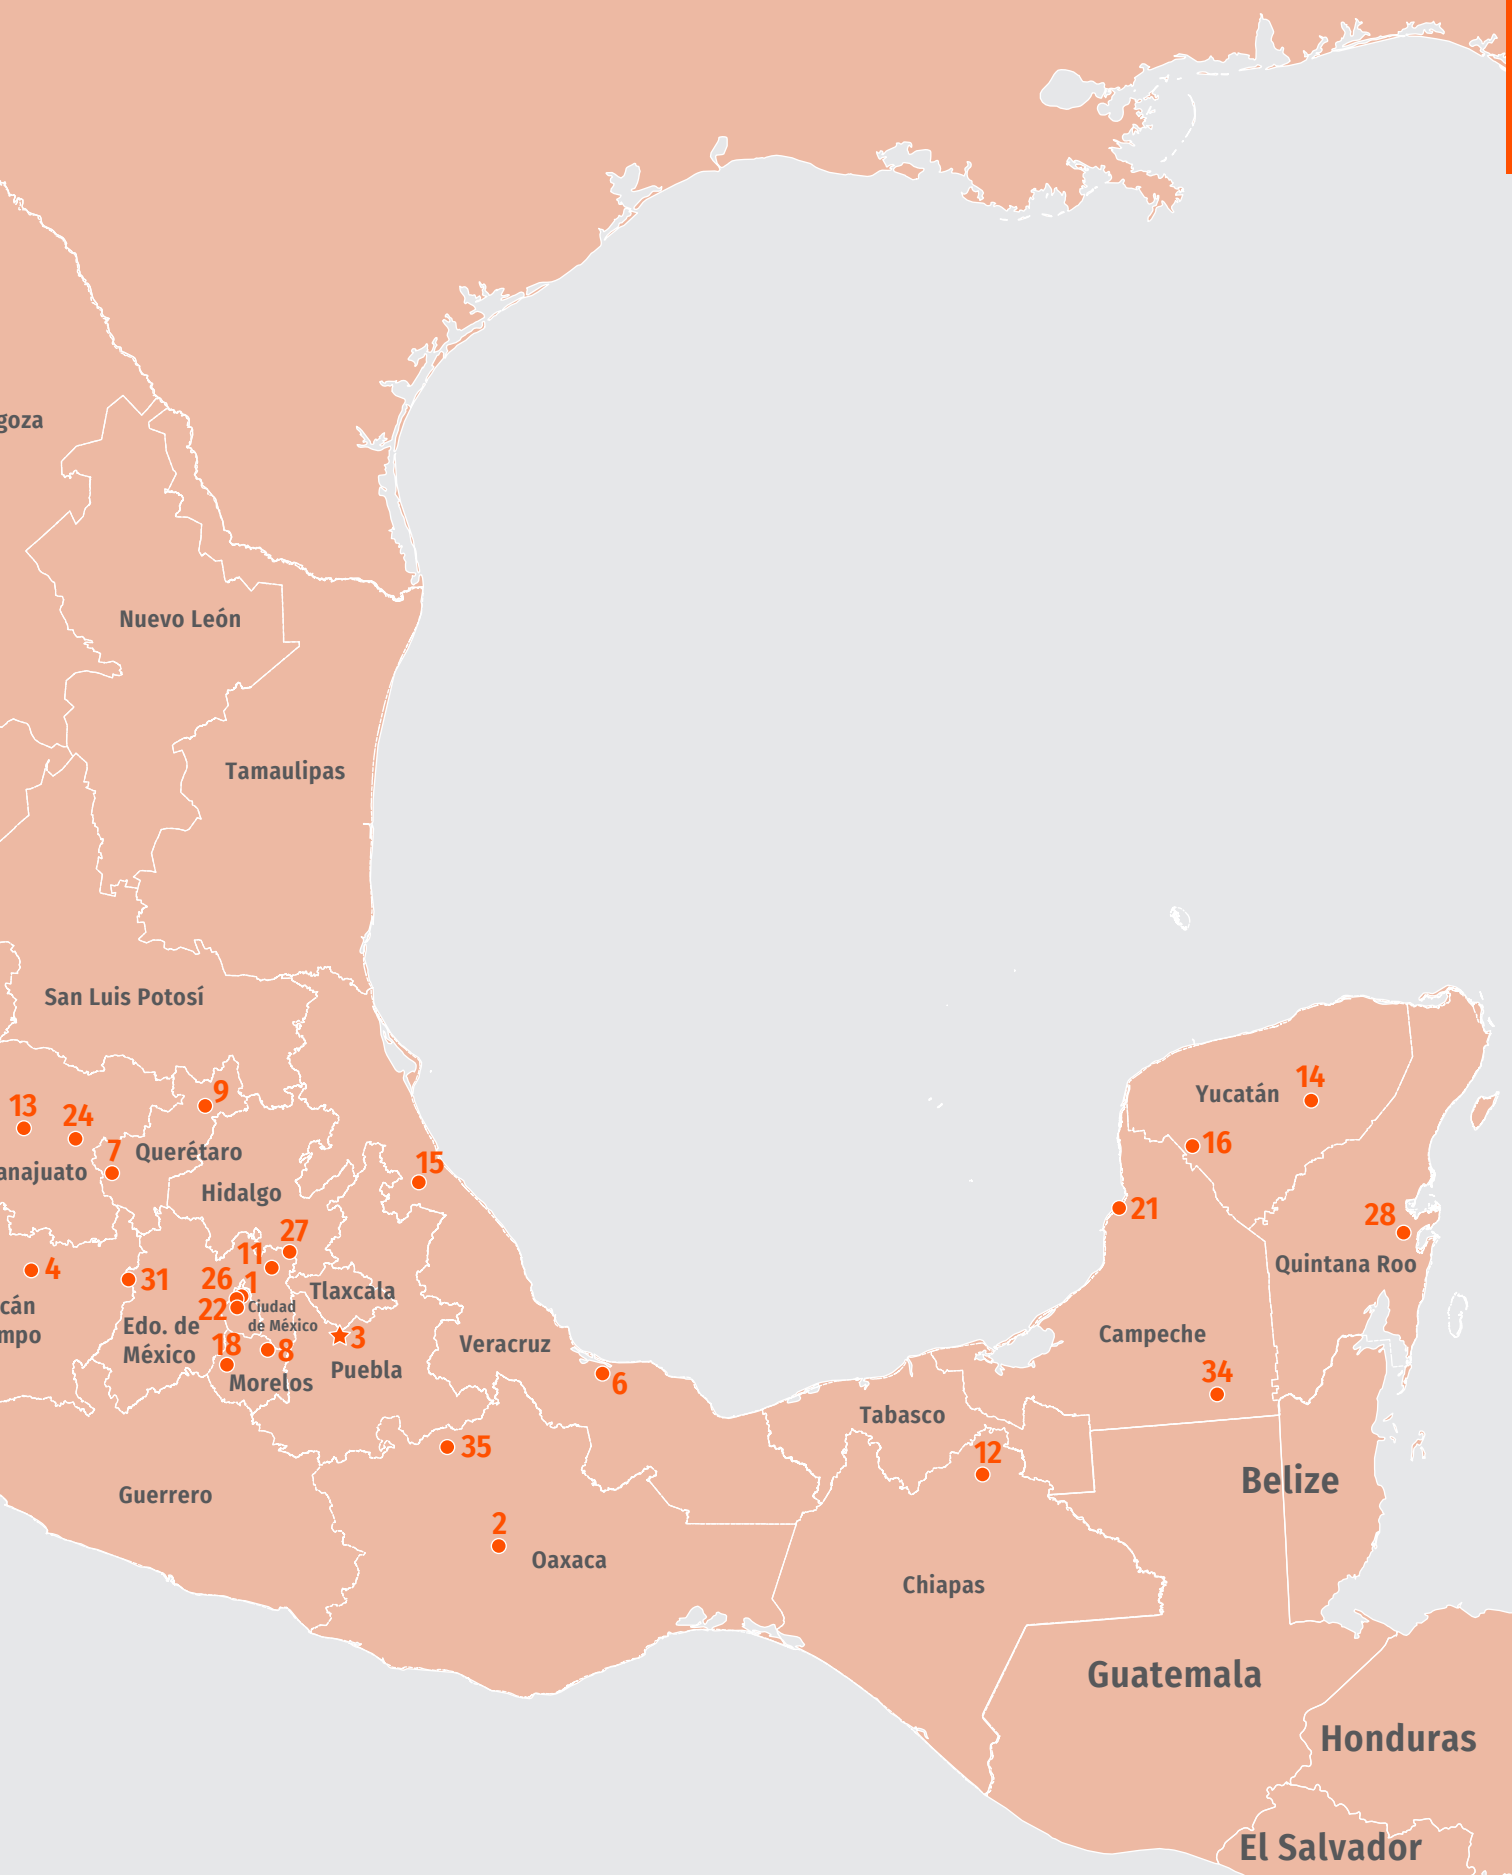 goza
Nuevo León
Tamaulipas
San Luis Potosí
9
13
24
7
Querétaro
anajuato
Hidalgo
15
27
11
4
31
26
1
Tlaxcala
cán
22
Ciudad
de México
mpo
Edo. de
México
18
8
3
Puebla
Morelos
Veracruz
6
35
Guerrero
2
Oaxaca
Yucatán
14
16
21
28
Quintana Roo
Campeche
34
Tabasco
12
Belize
Chiapas
Guatemala
Honduras
El Salvador